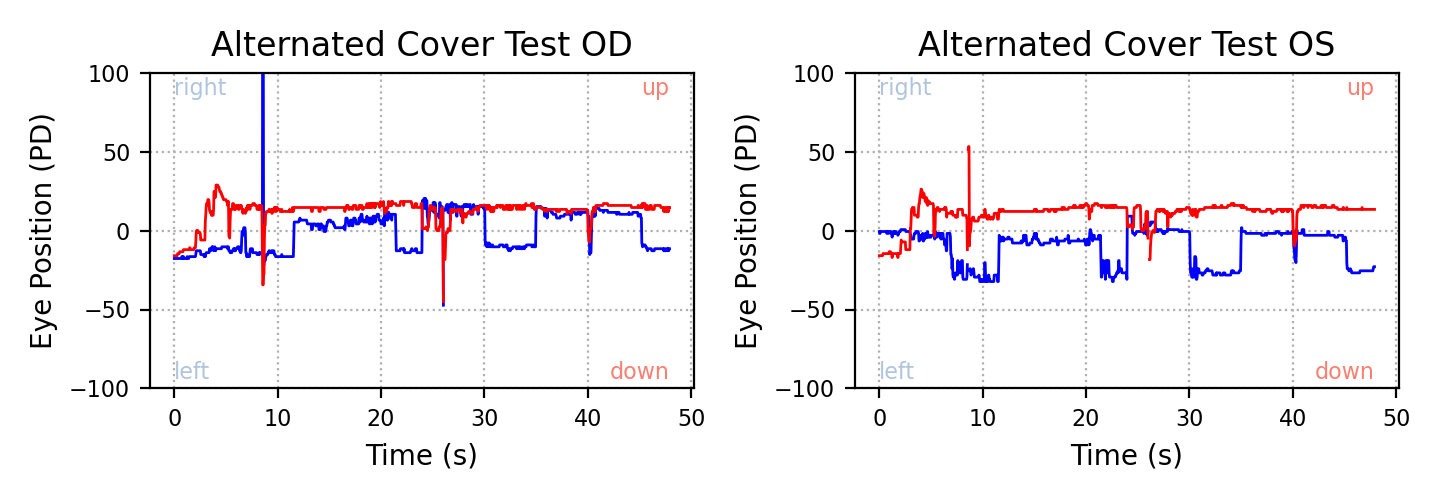 Alternated Cover Test OD
100
50
0
−50
−100
Eye Position (PD)
right
up
left
down
0 10 20 30 40 50
Time (s)
Alternated Cover Test OS
100
50
0
−50
−100
Eye Position (PD)
right
up
left
down
0 10 20 30 40 50
Time (s)